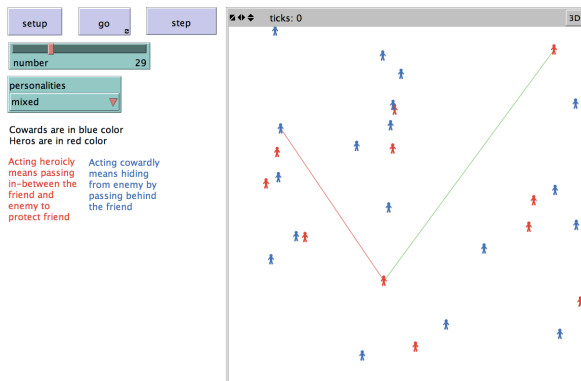 setup
go
step
number 29
personalities
mixed
Cowards are in blue color
Heros are in red color
Acting heroicly
means passing
in-between the
friend and
enemy to
protect friend
Acting cowardly
means hiding
from enemy by
passing behind
the friend
ticks: 0
3D